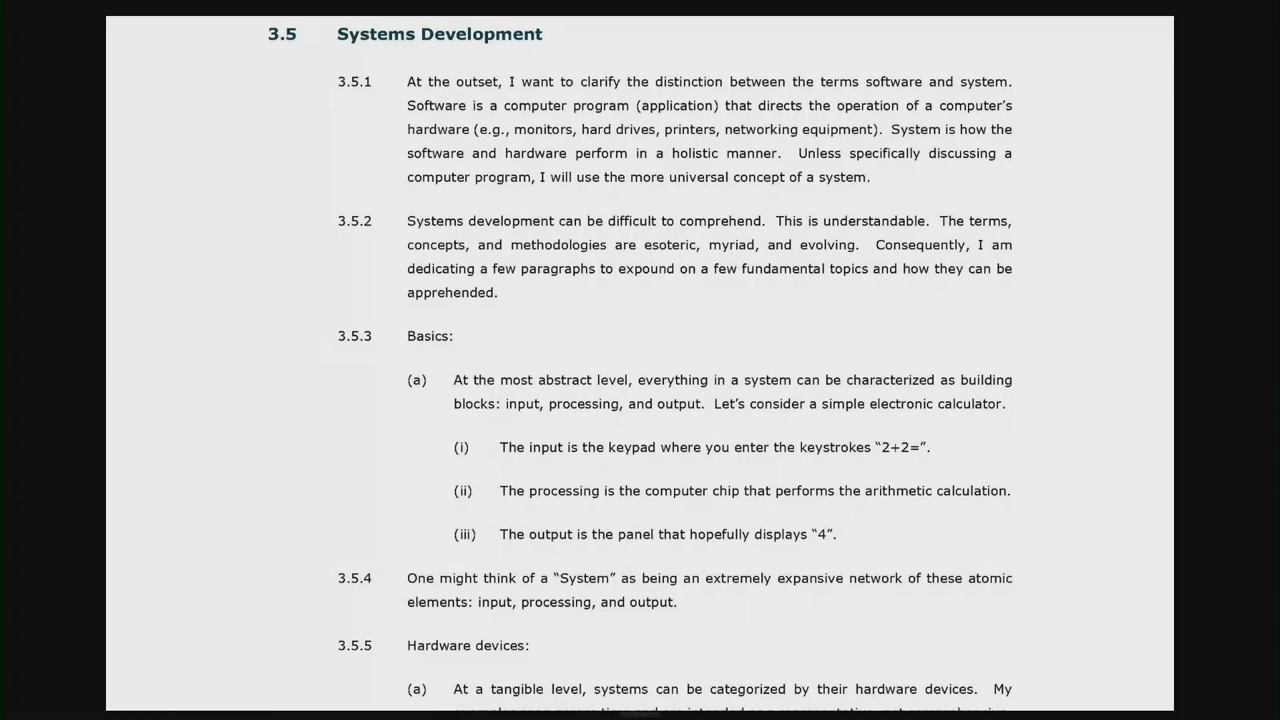 3.5 Systems Development
3.5.1 At the outset, I want to clarify the distinction between the terms software and system.
Software is a computer program (application) that directs the operation of a computer's
hardware (e.g., monitors, hard drives, printers, networking equipment). System is how the
software and hardware perform in a holistic manner. Unless specifically discussing a
computer program, I will use the more universal concept of a system.
3.5.2 Systems development can be difficult to comprehend. This is understandable. The terms,
concepts, and methodologies are esoteric, myriad, and evolving. Consequently, I am
dedicating a few paragraphs to expound on a few fundamental topics and how they can be
apprehended.
3.5.3 Basics:
(a) At the most abstract level, everything in a system can be characterized as building
blocks: input, processing, and output. Let's consider a simple electronic calculator.
(i) The input is the keypad where you enter the keystrokes “2+2=”.
(ii) The processing is the computer chip that performs the arithmetic calculation.
(iii) The output is the panel that hopefully displays “4”.
3.5.4 One might think of a “System” as being an extremely expansive network of these atomic
elements: input, processing, and output.
3.5.5 Hardware devices:
(a) At a tangible level, systems can be categorized by their hardware devices. My